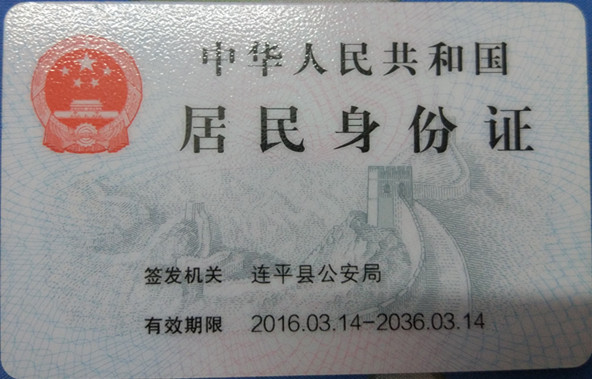 中华人民共和国
居民身份证
签发机关 连平县公安局
有效期限 2016.03.14-2036.03.14